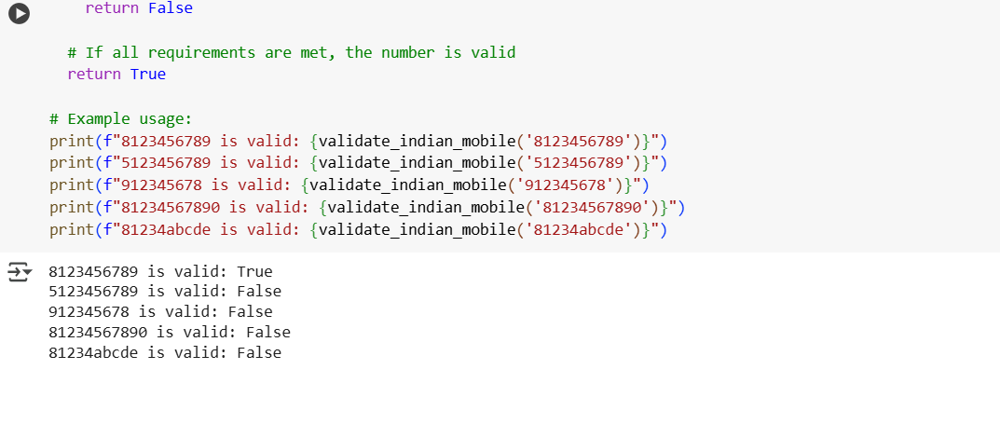 return False
# If all requirements are met, the number is valid
return True
# Example usage:
print(f"8123456789 is valid: {validate_indian_mobile('8123456789')}")
print(f"5123456789 is valid: {validate_indian_mobile('5123456789')}")
print(f"912345678 is valid: {validate_indian_mobile('912345678')}")
print(f"81234567890 is valid: {validate_indian_mobile('81234567890')}")
print(f"81234abcde is valid: {validate_indian_mobile('81234abcde')}")
8123456789 is valid: True
5123456789 is valid: False
912345678 is valid: False
81234567890 is valid: False
81234abcde is valid: False